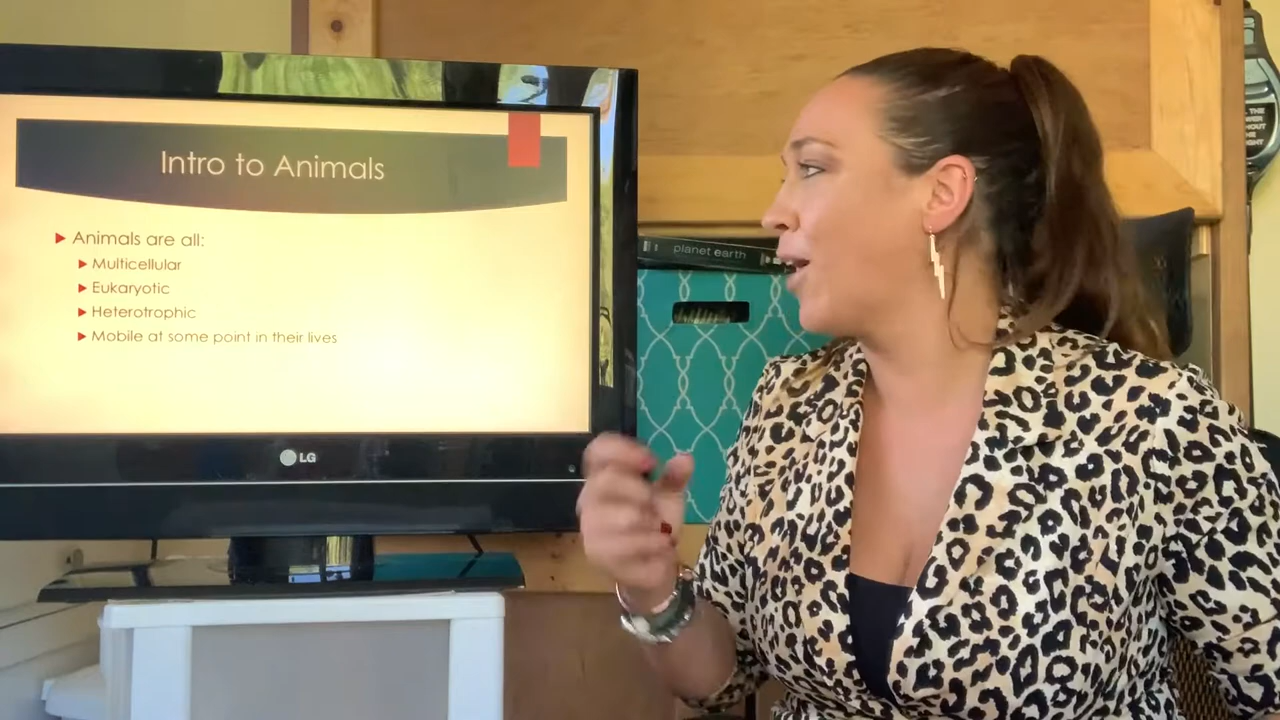 Intro to Animals
Animals are all:
Multicellular
Eukaryotic
Heterotrophic
Mobile at some point in their lives
LG
planet earth
THE